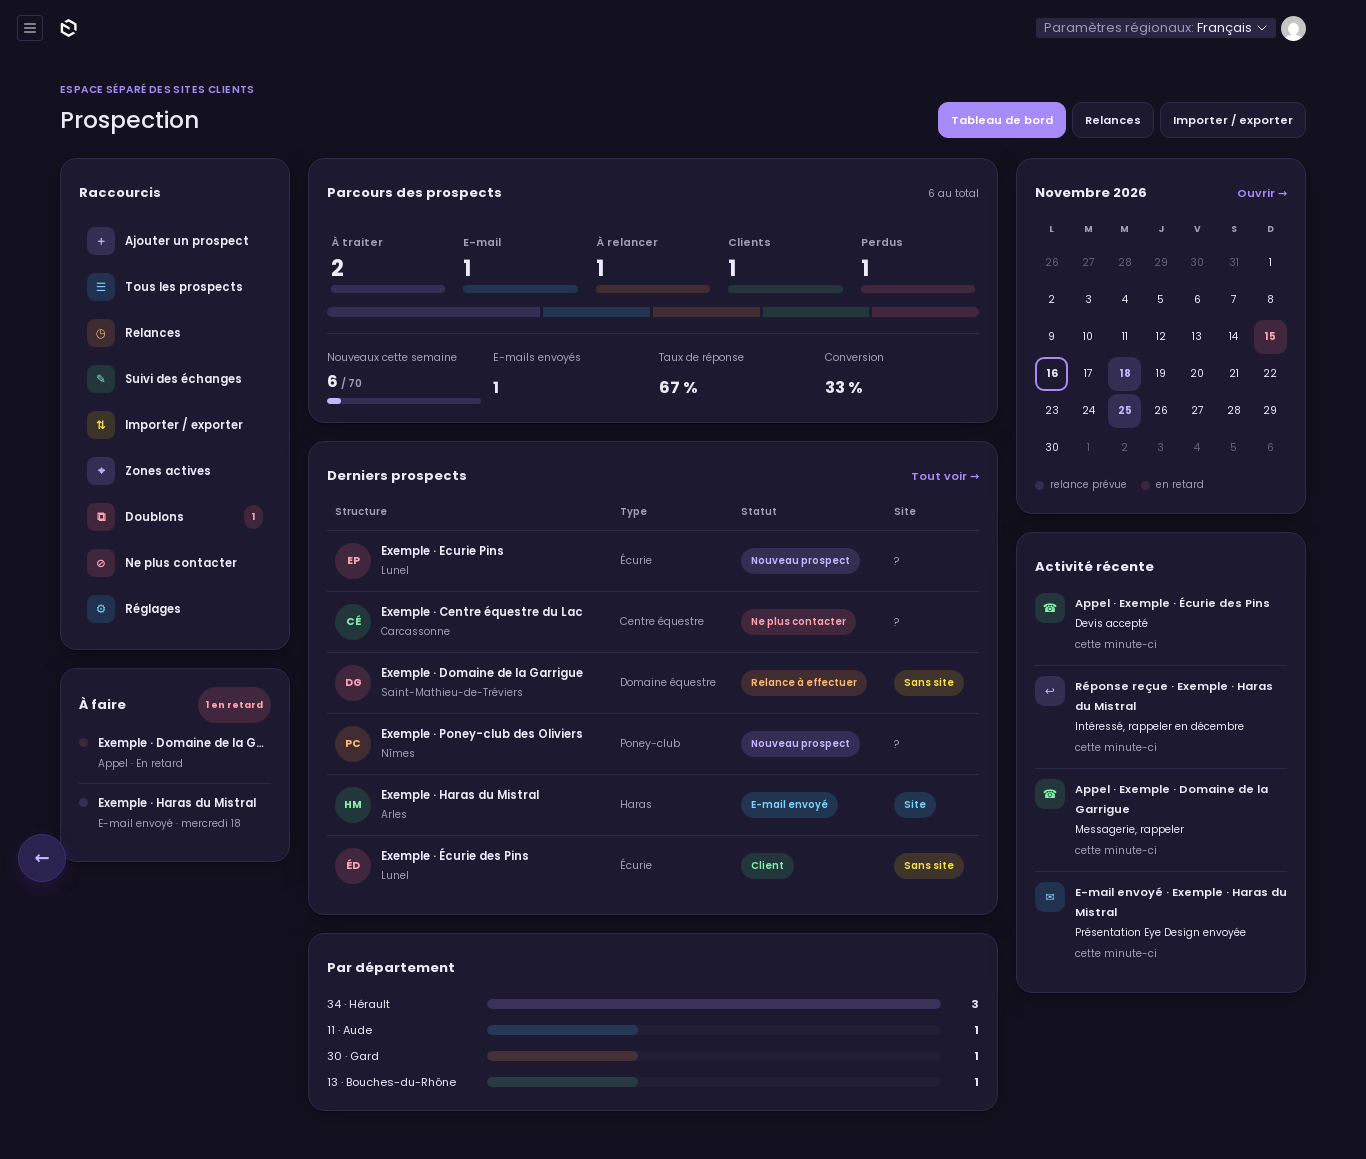 Paramètres régionaux: Français
ESPACE SÉPARÉ DES SITES CLIENTS
Prospection
Tableau de bord
Relances
Importer / exporter
Raccourcis
Ajouter un prospect
Tous les prospects
Relances
Suivi des échanges
Importer / exporter
Zones actives
Doublons 1
Ne plus contacter
Réglages
À faire 1 en retard
Exemple · Domaine de la G…
Appel · En retard
Exemple · Haras du Mistral
E-mail envoyé · mercredi 18
Parcours des prospects 6 au total
À traiter E-mail À relancer Clients Perdus
2 1 1 1 1
Nouveaux cette semaine E-mails envoyés Taux de réponse Conversion
6 / 70 1 67 % 33 %
Derniers prospects Tout voir →
Structure Type Statut Site
EP Exemple · Ecurie Pins Écurie Nouveau prospect ?
Lunel
CÉ Exemple · Centre équestre du Lac Centre équestre Ne plus contacter ?
Carcassonne
DG Exemple · Domaine de la Garrigue Domaine équestre Relance à effectuer Sans site
Saint-Mathieu-de-Tréviers
PC Exemple · Poney-club des Oliviers Poney-club Nouveau prospect ?
Nîmes
HM Exemple · Haras du Mistral Haras E-mail envoyé Site
Arles
ÉD Exemple · Écurie des Pins Écurie Client Sans site
Lunel
Par département
34 · Hérault 3
11 · Aude 1
30 · Gard 1
13 · Bouches-du-Rhône 1
Novembre 2026 Ouvrir →
L M M J V S D
26 27 28 29 30 31 1
2 3 4 5 6 7 8
9 10 11 12 13 14 15
16 17 18 19 20 21 22
23 24 25 26 27 28 29
30 1 2 3 4 5 6
relance prévue en retard
Activité récente
Appel · Exemple · Écurie des Pins
Devis accepté
cette minute-ci
Réponse reçue · Exemple · Haras
du Mistral
Intéressé, rappeler en décembre
cette minute-ci
Appel · Exemple · Domaine de la
Garrigue
Messagerie, rappeler
cette minute-ci
E-mail envoyé · Exemple · Haras du
Mistral
Présentation Eye Design envoyée
cette minute-ci